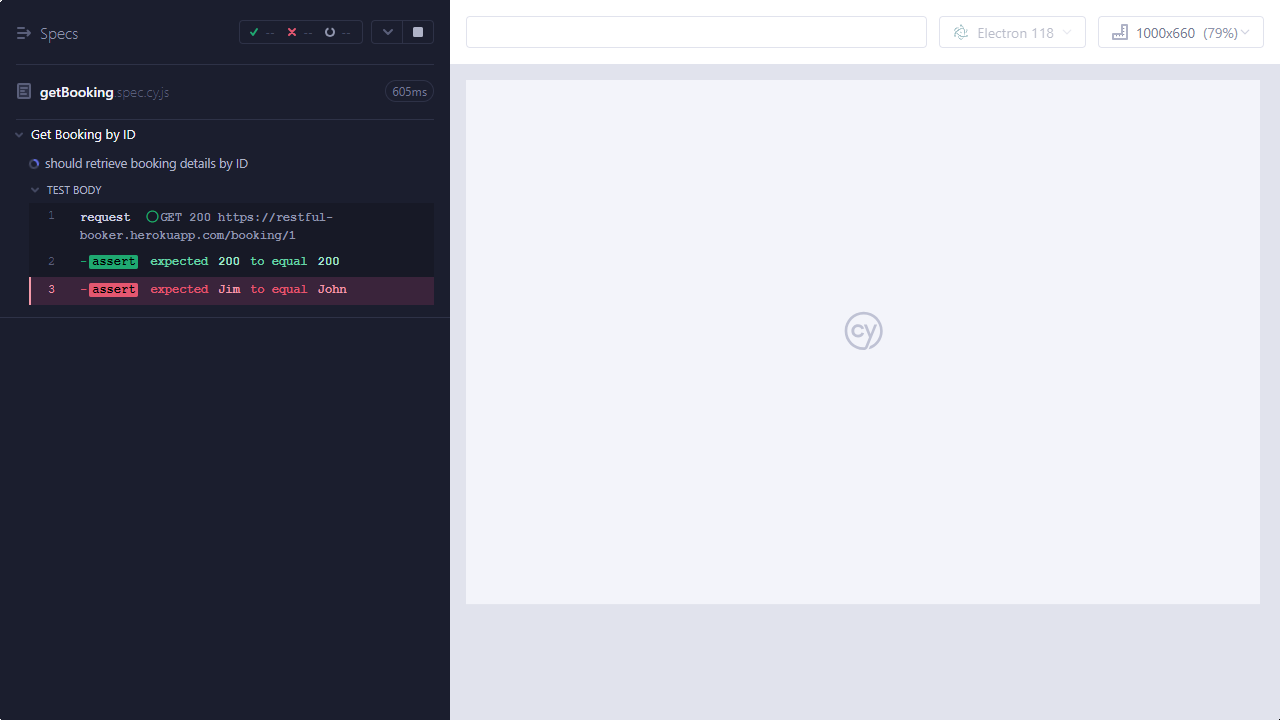 Specs
-- -- --
getBooking.spec.cy.js 605ms
Get Booking by ID
should retrieve booking details by ID
TEST BODY
1 request GET 200 https://restful-
booker.herokuapp.com/booking/1
2 -assert expected 200 to equal 200
3 -assert expected Jim to equal John
Electron 118
1000x660 (79%)
cy